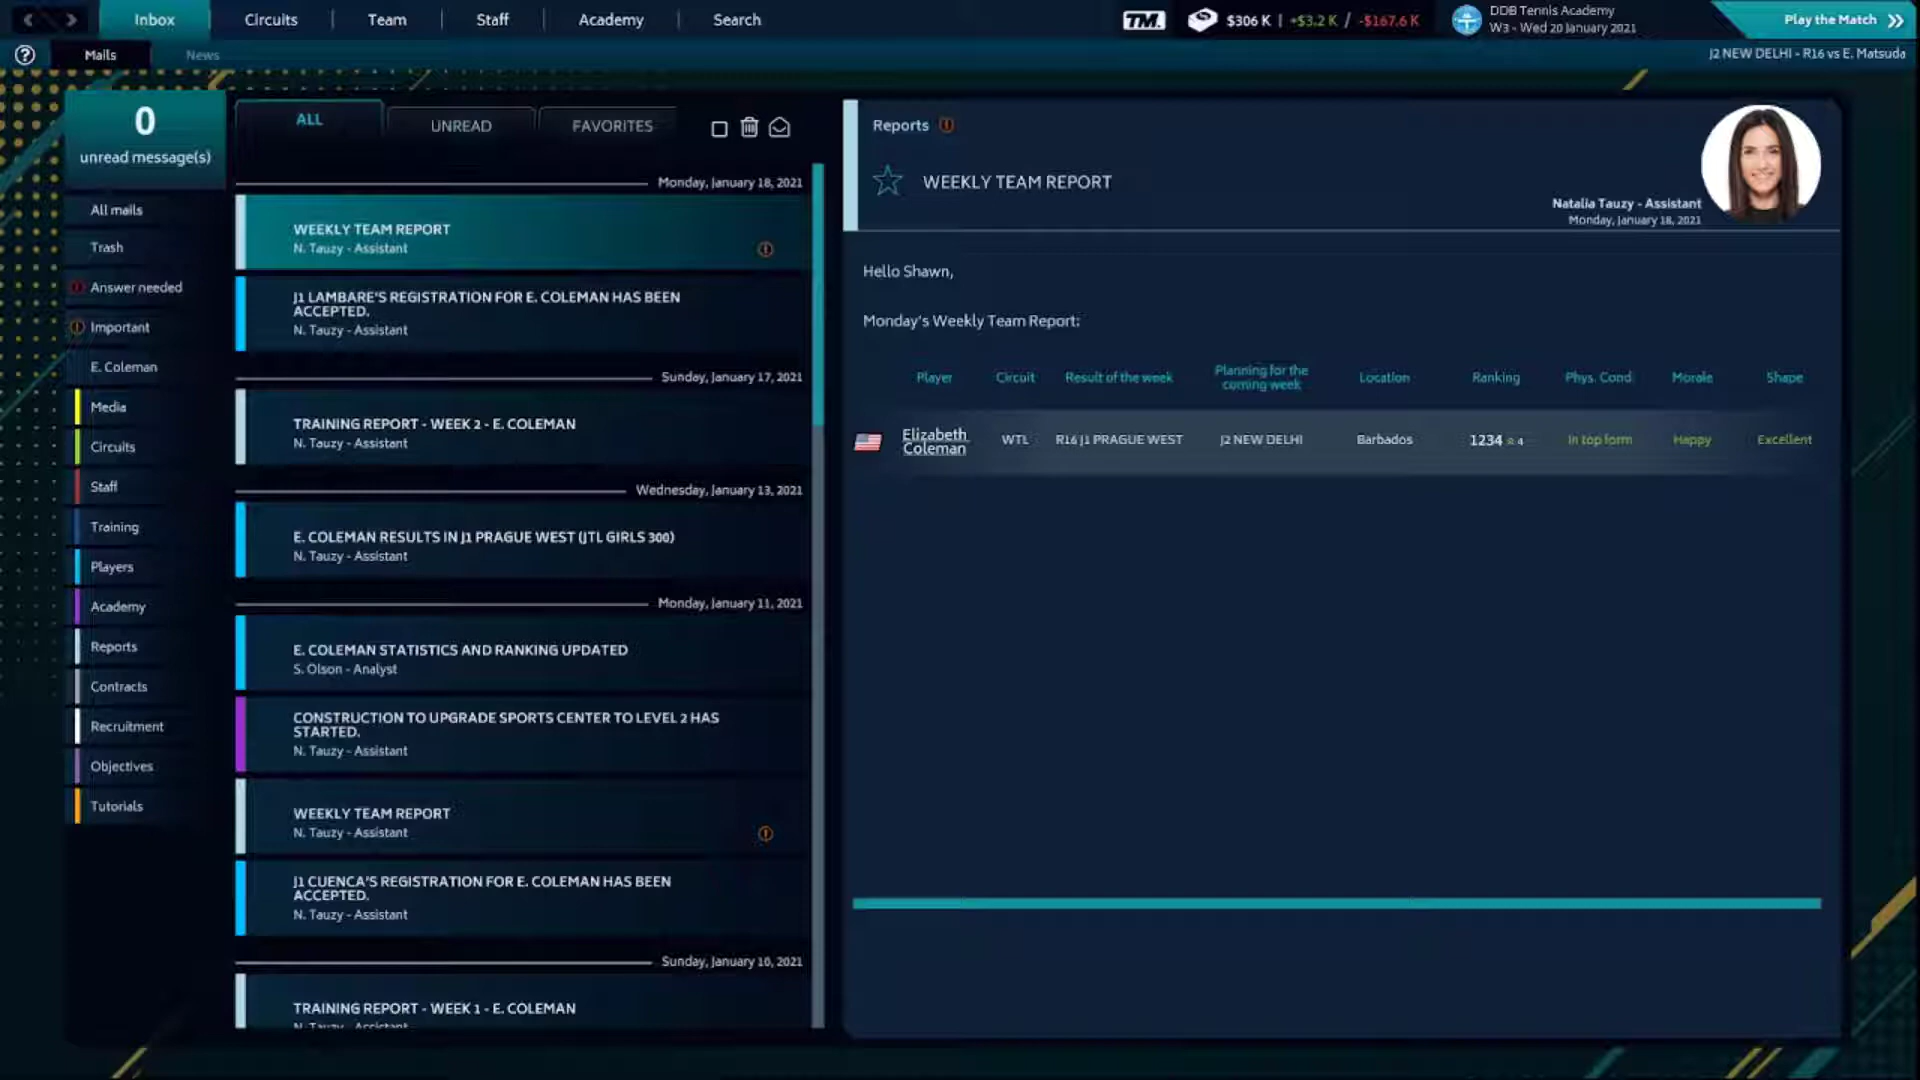 Inbox
Circuits
Team
Staff
Academy
Search
TM.
$306 K | +$3.2 K / -$167.6 K
DDB Tennis Academy
W3 - Wed 20 January 2021
Play the Match
Mails
News
J2 NEW DELHI - R16 vs E. Matsuda
0
unread message(s)
All mails
Trash
Answer needed
Important
E. Coleman
Media
Circuits
Staff
Training
Players
Academy
Reports
Contracts
Recruitment
Objectives
Tutorials
ALL
UNREAD
FAVORITES
Monday, January 18, 2021
WEEKLY TEAM REPORT
N. Tauzy - Assistant
J1 LAMBARE'S REGISTRATION FOR E. COLEMAN HAS BEEN
ACCEPTED.
N. Tauzy - Assistant
Sunday, January 17, 2021
TRAINING REPORT - WEEK 2 - E. COLEMAN
N. Tauzy - Assistant
Wednesday, January 13, 2021
E. COLEMAN RESULTS IN J1 PRAGUE WEST (JTL GIRLS 300)
N. Tauzy - Assistant
Monday, January 11, 2021
E. COLEMAN STATISTICS AND RANKING UPDATED
S. Olson - Analyst
CONSTRUCTION TO UPGRADE SPORTS CENTER TO LEVEL 2 HAS
STARTED.
N. Tauzy - Assistant
WEEKLY TEAM REPORT
N. Tauzy - Assistant
J1 CUENCA'S REGISTRATION FOR E. COLEMAN HAS BEEN
ACCEPTED.
N. Tauzy - Assistant
Sunday, January 10, 2021
TRAINING REPORT - WEEK 1 - E. COLEMAN
N. Tauzy - Assistant
Reports
WEEKLY TEAM REPORT
Natalia Tauzy - Assistant
Monday, January 18, 2021
Hello Shawn,
Monday's Weekly Team Report:
Player
Circuit
Result of the week
Planning for the
coming week
Location
Ranking
Phys. Cond.
Morale
Shape
Elizabeth
Coleman
WTL
R16 J1 PRAGUE WEST
J2 NEW DELHI
Barbados
1234 4
In top form
Happy
Excellent